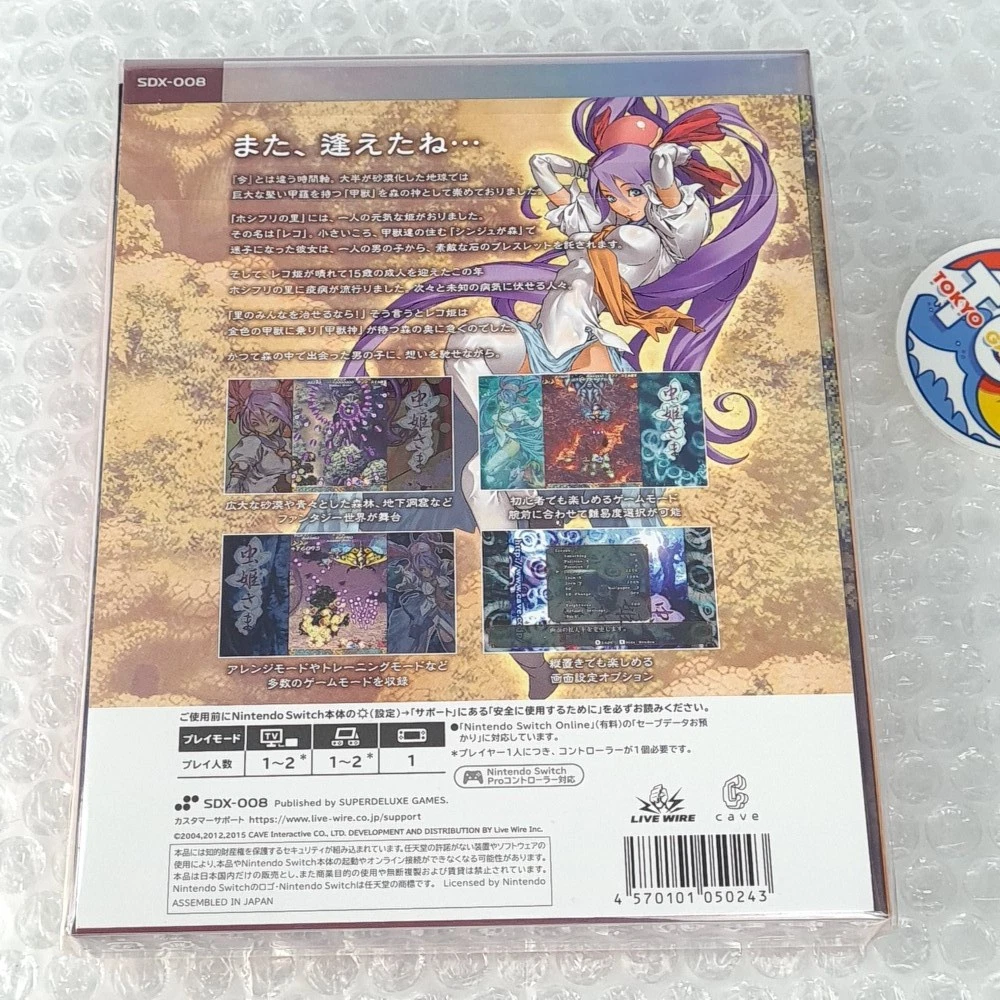 SDX-008
また、逢えたね…
「今」とは違う時間軸、大半が砂漠化した地球では
巨大な堅い甲羅を持つ「甲獣」を森の神として崇めておりました。
「ホシフリの里」には、一人の元気な姫がおりました。
その名は「レコ」。小さいころ、甲獣達の住む「シンジュが森」で
迷子になった彼女は、一人の男の子から、素敵な石のブレスレットを託されます。
そして、レコ姫が晴れて15歳の成人を迎えたこの年
ホシフリの里に疫病が流行りました。次々と未知の病気に伏せる人々。
「里のみんなを治せるなら!」そう言うとレコ姫は
金色の甲獣に乗り「甲獣神」が待つ森の奥に急ぐのでした。
かつて森の中で出会った男の子に、想いを馳せながら。
虫姫さま
虫姫さま
広大な砂漠や青々とした森林、地下洞窟など
ファンタジー世界が舞台
初心者でも楽しめるゲームモード
腕前に合わせて難易度選択が可能
虫姫さま
アレンジモードやトレーニングモードなど
多数のゲームモードを収録
縦置きでも楽しめる
画面設定オプション
ご使用前にNintendo Switch本体の(設定)→「サポート」にある「安全に使用するために」を必ずお読みください。
プレイモード TV
プレイ人数 1~2* 1~2* 1
●「Nintendo Switch Online」(有料)の「セーブデータお預
かり」に対応しています。
*プレイヤー1人につき、コントローラーが1個必要です。
Nintendo Switch
Proコントローラー対応
SDX-008 Published by SUPERDELUXE GAMES.
カスタマーサポート https://www.live-wire.co.jp/support
©2004,2012,2015 CAVE Interactive CO., LTD. DEVELOPMENT AND DISTRIBUTION BY Live Wire Inc.
本品には知的財産権を保護するセキュリティが組み込まれています。任天堂の許諾がない装置やソフトウェアの
使用により、本品やNintendo Switch本体の起動やオンライン接続ができなくなる可能性があります。
本品は日本国内だけの販売とし、また商業目的の使用や無断複製および賃貸は禁止されています。
Nintendo Switchのロゴ・Nintendo Switchは任天堂の商標です。 Licensed by Nintendo
ASSEMBLED IN JAPAN
LIVE WIRE
cave
4 570101 050243
TOKYO